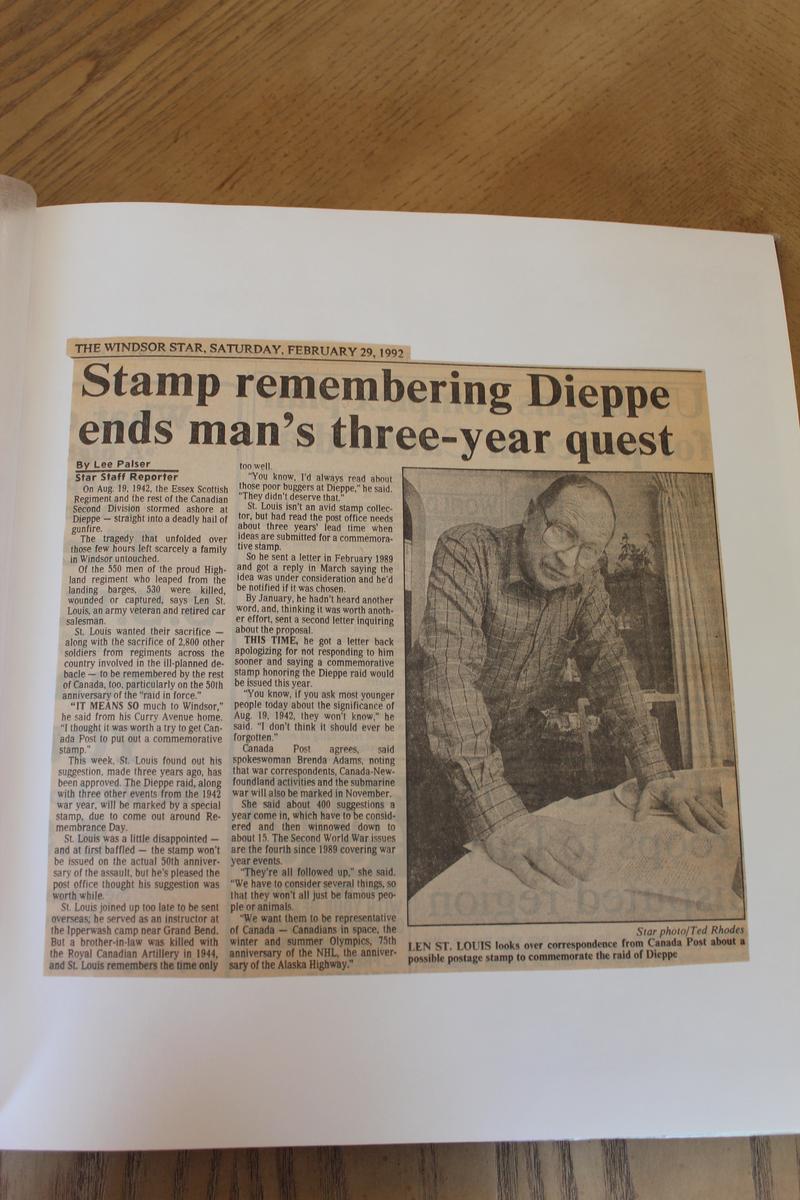 THE WINDSOR STAR, SATURDAY, FEBRUARY 29, 1992
Stamp remembering Dieppe
ends man's three-year quest
By Lee Palser
Star Staff Reporter
On Aug. 19, 1942, the Essex Scottish
Regiment and the rest of the Canadian
Second Division stormed ashore at
Dieppe — straight into a deadly hail of
gunfire.
The tragedy that unfolded over
those few hours left scarcely a family
in Windsor untouched.
Of the 550 men of the proud High-
land regiment who leaped from the
landing barges, 530 were killed,
wounded or captured, says Len St.
Louis, an army veteran and retired car
salesman.
St. Louis wanted their sacrifice —
along with the sacrifice of 2,800 other
soldiers from regiments across the
country involved in the ill-planned de-
bacle — to be remembered by the rest
of Canada, too, particularly on the 50th
anniversary of the "raid in force."
"IT MEANS SO much to Windsor,"
he said from his Curry Avenue home.
"I thought it was worth a try to get Can-
ada Post to put out a commemorative
stamp."
This week, St. Louis found out his
suggestion, made three years ago, has
been approved. The Dieppe raid, along
with three other events from the 1942
war year, will be marked by a special
stamp, due to come out around Re-
membrance Day.
St. Louis was a little disappointed —
and at first baffled — the stamp won't
be issued on the actual 50th anniver-
sary of the assault, but he's pleased the
post office thought his suggestion was
worth while.
St. Louis joined up too late to be sent
overseas; he served as an instructor at
the Ipperwash camp near Grand Bend.
But a brother-in-law was killed with
the Royal Canadian Artillery in 1944,
and St. Louis remembers the time only
too well.
"You know, I'd always read about
those poor buggers at Dieppe," he said.
"They didn't deserve that."
St. Louis isn't an avid stamp collec-
tor, but had read the post office needs
about three years' lead time when
ideas are submitted for a commemora-
tive stamp.
So he sent a letter in February 1989
and got a reply in March saying the
idea was under consideration and he'd
be notified if it was chosen.
By January, he hadn't heard another
word, and, thinking it was worth anoth-
er effort, sent a second letter inquiring
about the proposal.
THIS TIME, he got a letter back
apologizing for not responding to him
sooner and saying a commemorative
stamp honoring the Dieppe raid would
be issued this year.
"You know, if you ask most younger
people today about the significance of
Aug. 19, 1942, they won't know," he
said. "I don't think it should ever be
forgotten."
Canada Post agrees, said
spokeswoman Brenda Adams, noting
that war correspondents, Canada-New-
foundland activities and the submarine
war will also be marked in November.
She said about 400 suggestions a
year come in, which have to be consid-
ered and then winnowed down to
about 15. The Second World War issues
are the fourth since 1989 covering war
year events.
"They're all followed up," she said.
"We have to consider several things, so
that they won't all just be famous peo-
ple or animals.
"We want them to be representative
of Canada — Canadians in space, the
winter and summer Olympics, 75th
anniversary of the NHL, the anniver-
sary of the Alaska Highway."
Star photo/Ted Rhodes
LEN ST. LOUIS looks over correspondence from Canada Post about a
possible postage stamp to commemorate the raid of Dieppe